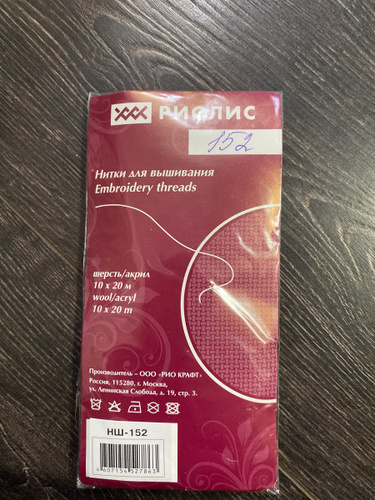 РИОЛИС
152
Нитки для вышивания
Embroidery threads
шерсть/акрил
10 x 20 м
wool/acryl
10 x 20 m
Производитель – ООО «РИО КРАФТ»
Россия, 115280, г. Москва,
ул. Ленинская Слобода, д. 19, стр. 3.
НШ-152
4607154527863